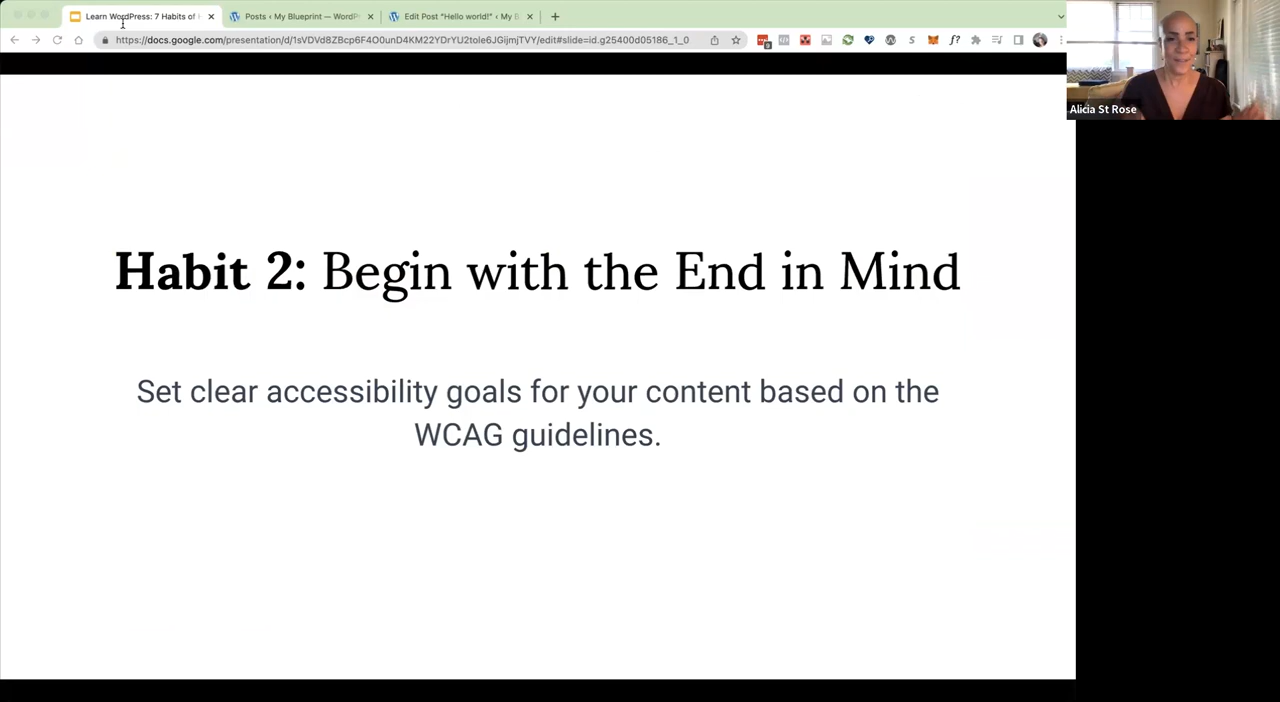 Learn WordPress: 7 Habits of
Posts ‹ My Blueprint — WordP
Edit Post "Hello world!" ‹ My B
https://docs.google.com/presentation/d/1sVDVd8ZBcp6F4O0unD4KM22YDrYU2toIe6JGijmjTVY/edit#slide=id.g25400d05186_1_0
Alicia St Rose
Habit 2: Begin with the End in Mind
Set clear accessibility goals for your content based on the
WCAG guidelines.